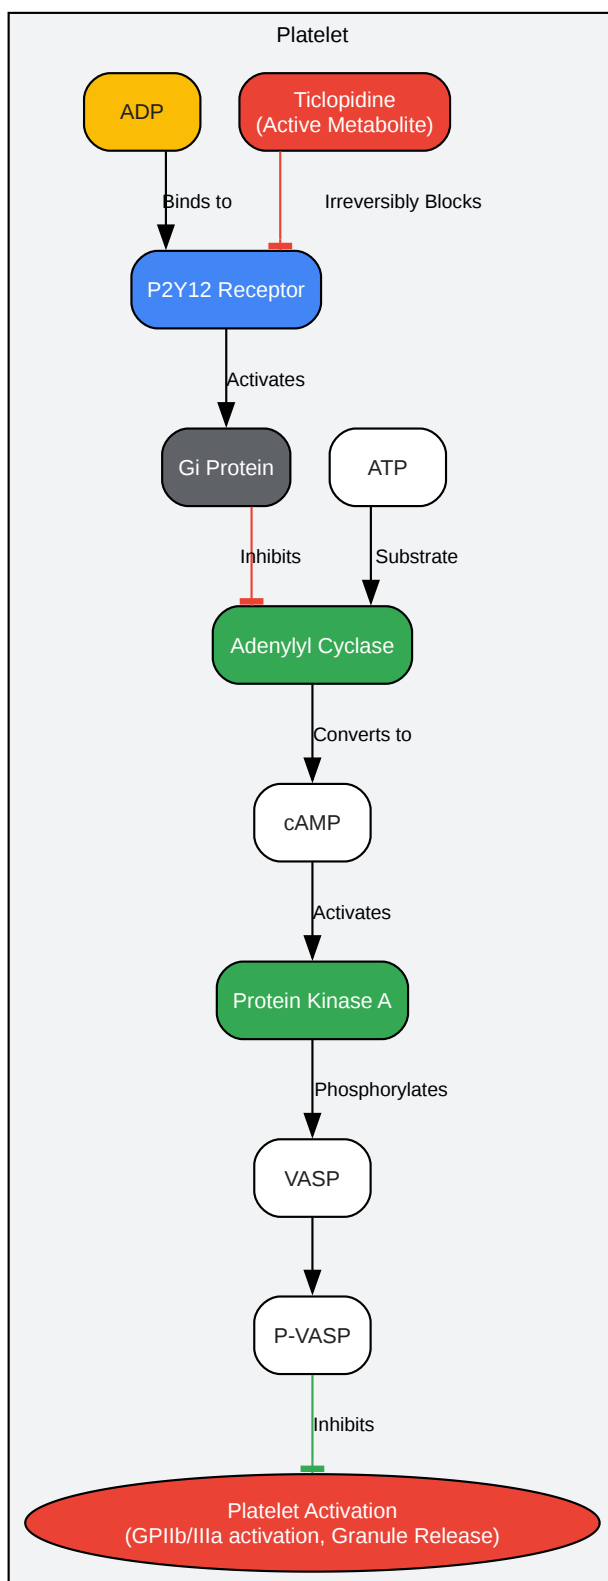 Platelet
ADP
Ticlopidine
(Active Metabolite)
Binds to
Irreversibly Blocks
P2Y12 Receptor
Activates
Gi Protein
ATP
Inhibits
Substrate
Adenylyl Cyclase
Converts to
cAMP
Activates
Protein Kinase A
Phosphorylates
VASP
P-VASP
Inhibits
Platelet Activation
(GPIIb/IIIa activation, Granule Release)